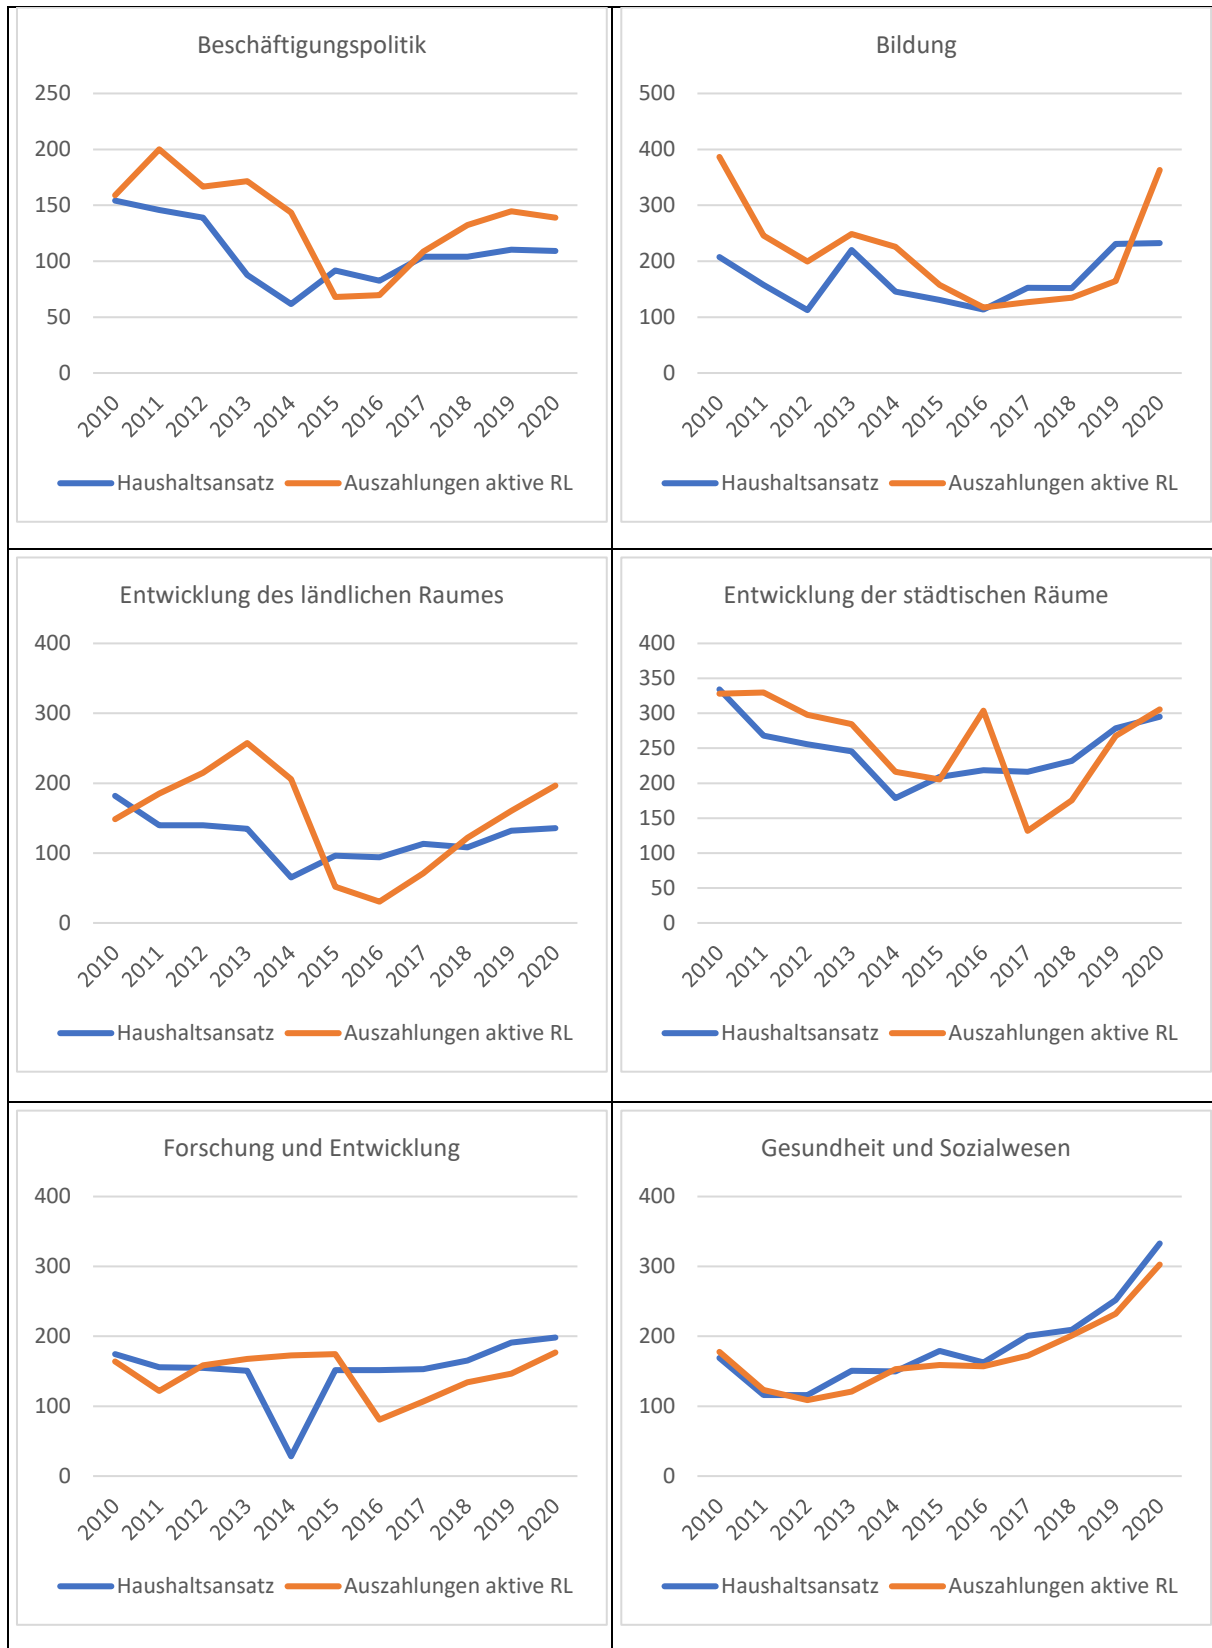 Beschäftigungspolitik
250
200
150
100
50
0
2010 2011 2012 2013 2014 2015 2016 2017 2018 2019 2020
Haushaltsansatz Auszahlungen aktive RL
Bildung
500
400
300
200
100
0
2010 2011 2012 2013 2014 2015 2016 2017 2018 2019 2020
Haushaltsansatz Auszahlungen aktive RL
Entwicklung des ländlichen Raumes
400
300
200
100
0
2010 2011 2012 2013 2014 2015 2016 2017 2018 2019 2020
Haushaltsansatz Auszahlungen aktive RL
Entwicklung der städtischen Räume
400
350
300
250
200
150
100
50
0
2010 2011 2012 2013 2014 2015 2016 2017 2018 2019 2020
Haushaltsansatz Auszahlungen aktive RL
Forschung und Entwicklung
400
300
200
100
0
2010 2011 2012 2013 2014 2015 2016 2017 2018 2019 2020
Haushaltsansatz Auszahlungen aktive RL
Gesundheit und Sozialwesen
400
300
200
100
0
2010 2011 2012 2013 2014 2015 2016 2017 2018 2019 2020
Haushaltsansatz Auszahlungen aktive RL